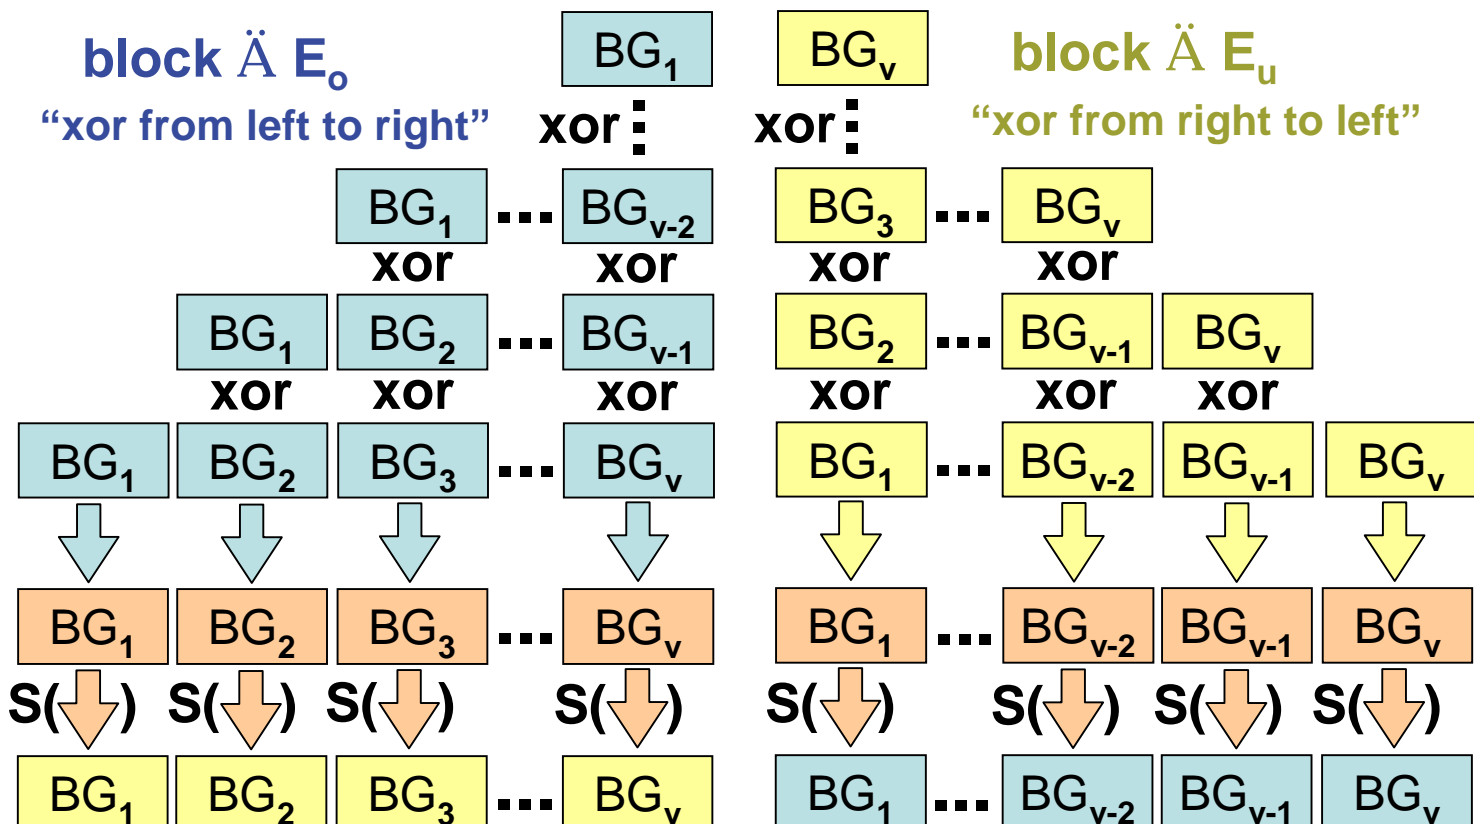 block Ä E₀
“xor from left to right”
BG₁
xor
BG₁ BGᵥ₋₂
xor xor
BG₁ BG₂ BGᵥ₋₁
xor xor xor
BG₁ BG₂ BG₃ BGᵥ
BG₁ BG₂ BG₃ BGᵥ
S( ) S( ) S( ) S( )
BG₁ BG₂ BG₃ BGᵥ
block Ä Eᵤ
“xor from right to left”
BGᵥ
xor
BG₃ BGᵥ
xor xor
BG₂ BGᵥ₋₁ BGᵥ
xor xor xor
BG₁ BGᵥ₋₂ BGᵥ₋₁ BGᵥ
BG₁ BGᵥ₋₂ BGᵥ₋₁ BGᵥ
S( ) S( ) S( ) S( )
BG₁ BGᵥ₋₂ BGᵥ₋₁ BGᵥ